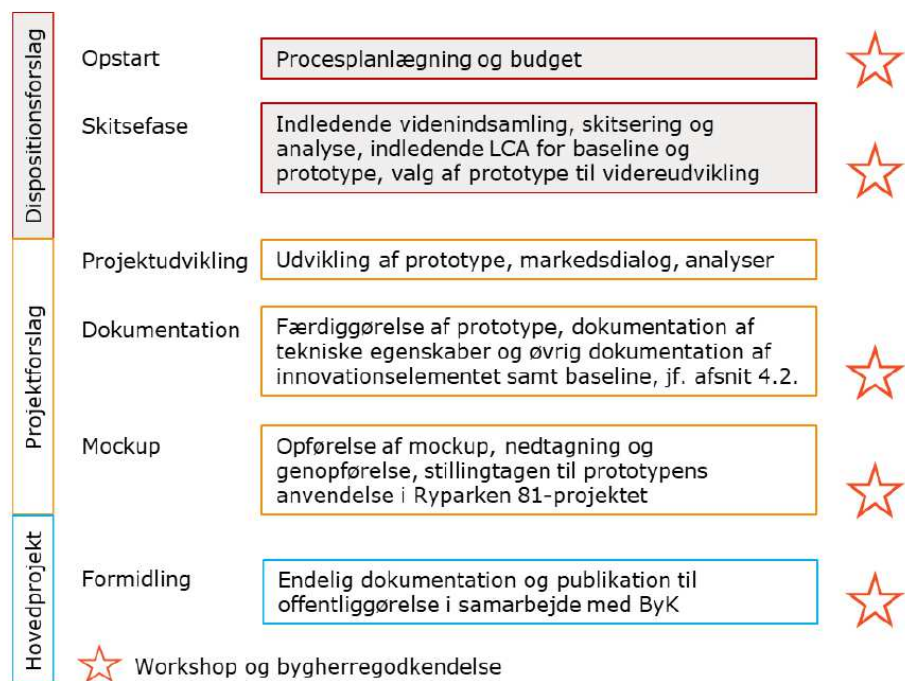 Dispositionsforslag
Opstart
Procesplanlægning og budget
Skitsefase
Indledende videnindsamling, skitsering og
analyse, indledende LCA for baseline og
prototype, valg af prototype til videreudvikling
Projektforslag
Projektudvikling
Udvikling af prototype, markedsdialog, analyser
Dokumentation
Færdiggørelse af prototype, dokumentation af
tekniske egenskaber og øvrig dokumentation af
innovationselementet samt baseline, jf. afsnit 4.2.
Mockup
Opførelse af mockup, nedtagning og
genopførelse, stillingtagen til prototypens
anvendelse i Ryparken 81-projektet
Hovedprojekt
Formidling
Endelig dokumentation og publikation til
offentliggørelse i samarbejde med ByK
Workshop og bygherregodkendelse